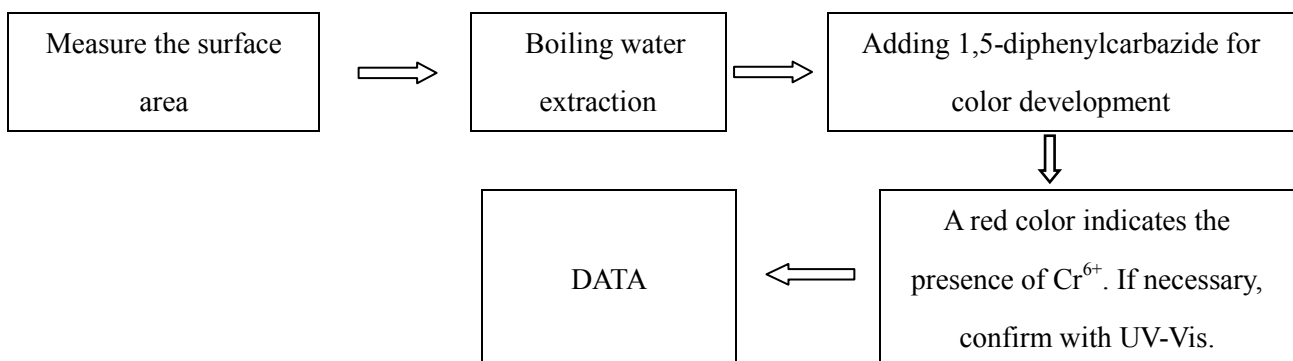 Measure the surface
area
Boiling water
extraction
Adding 1,5-diphenylcarbazide for
color development
A red color indicates the
presence of Cr⁶⁺. If necessary,
confirm with UV-Vis.
DATA